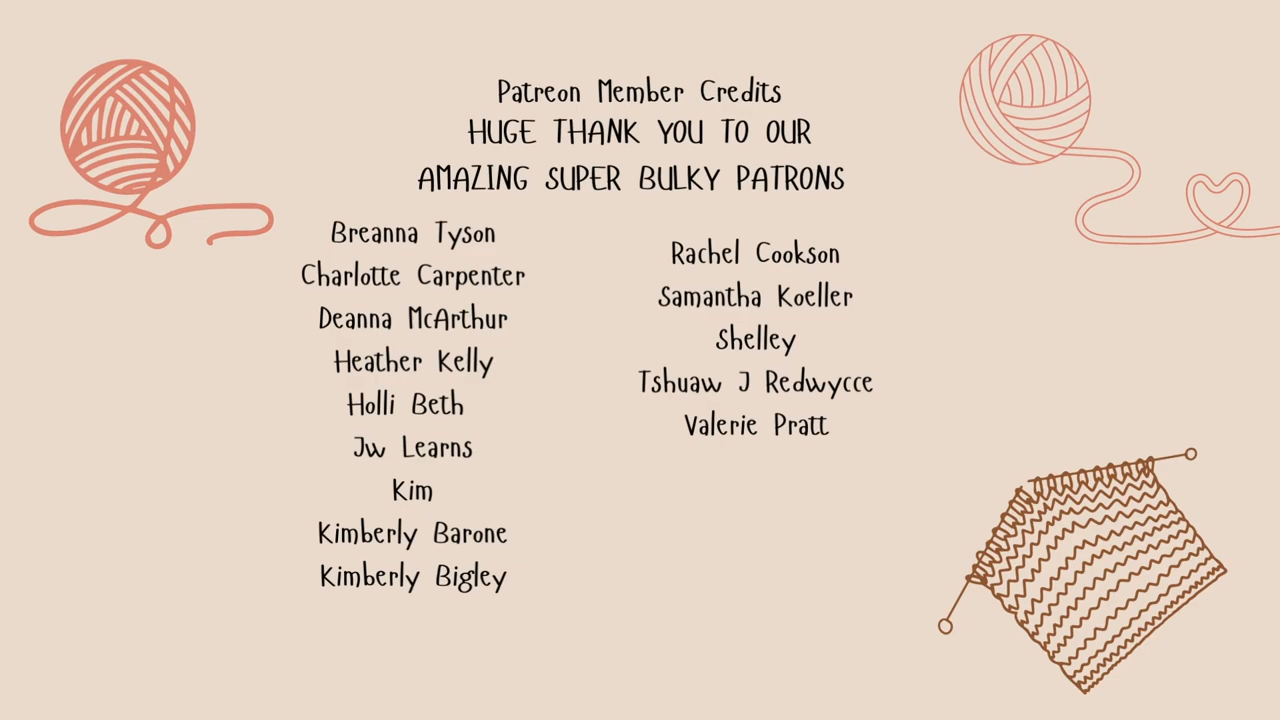 Patreon Member Credits
HUGE THANK YOU TO OUR
AMAZING SUPER BULKY PATRONS
Breanna Tyson
Charlotte Carpenter
Deanna McArthur
Heather Kelly
Holli Beth
Jw Learns
Kim
Kimberly Barone
Kimberly Bigley
Rachel Cookson
Samantha Koeller
Shelley
Tshuaw J Redwycce
Valerie Pratt